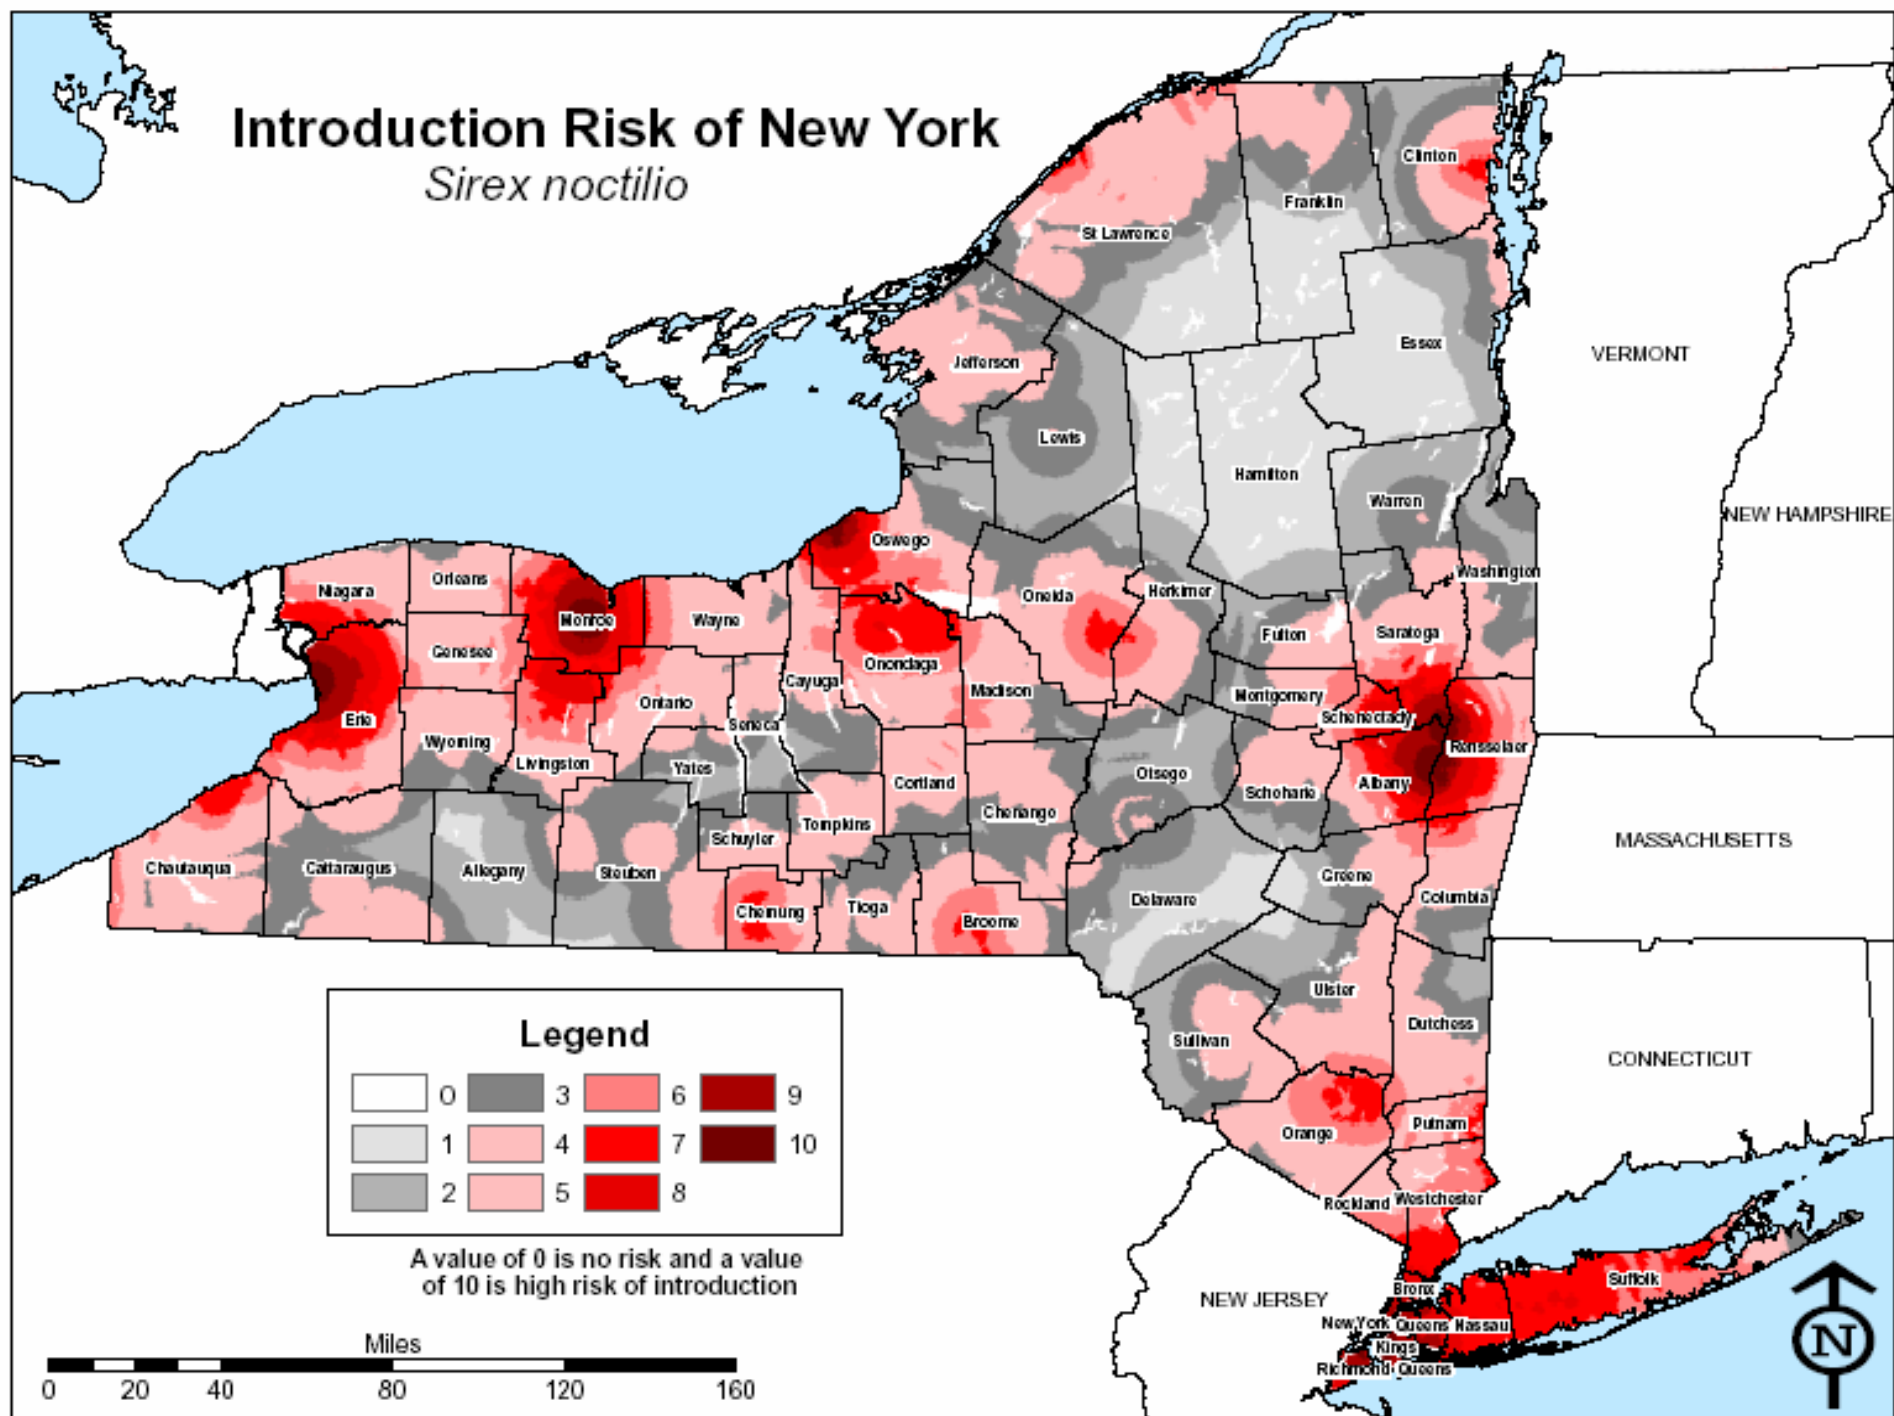 Introduction Risk of New York
Sirex noctilio
Clinton
Franklin
St Lawrence
Essex
VERMONT
Jefferson
Lewis
Hamilton
Warren
NEW HAMPSHIRE
Oswego
Washington
Niagara
Orleans
Oneida
Herkimer
Monroe
Wayne
Fulton
Saratoga
Genesee
Onondaga
Cayuga
Madison
Montgomery
Ontario
Seneca
Schenectady
Erie
Wyoming
Rensselaer
Livingston
Yates
Otsego
Cortland
Albany
Schoharie
Chenango
Tompkins
Schuyler
MASSACHUSETTS
Chautauqua
Cattaraugus
Allegany
Steuben
Greene
Columbia
Delaware
Chemung
Tioga
Broome
Ulster
Dutchess
Sullivan
CONNECTICUT
Putnam
Orange
Rockland
Westchester
Suffolk
Bronx
NEW JERSEY
New York
Queens
Nassau
Kings
Richmond
Queens
Legend
0 3 6 9
1 4 7 10
2 5 8
A value of 0 is no risk and a value
of 10 is high risk of introduction
Miles
0 20 40 80 120 160
N